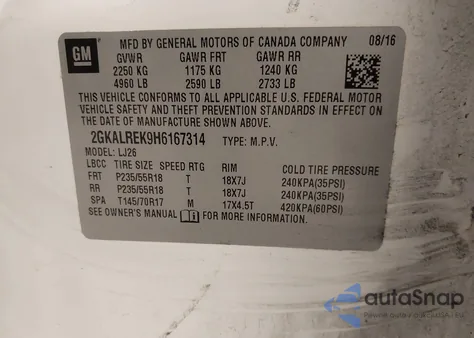 GM
MFD BY GENERAL MOTORS OF CANADA COMPANY 08/16
GVWR GAWR FRT GAWR RR
2250 KG 1175 KG 1240 KG
4960 LB 2590 LB 2733 LB
THIS VEHICLE CONFORMS TO ALL APPLICABLE U.S. FEDERAL MOTOR
VEHICLE SAFETY AND THEFT PREVENTION STANDARDS IN EFFECT ON
THE DATE OF MANUFACTURE SHOWN ABOVE.
2GKALREK9H6167314 TYPE: M.P.V.
MODEL: LJ26
LBCC TIRE SIZE SPEED RTG RIM COLD TIRE PRESSURE
FRT P235/55R18 T 18X7J 240KPA(35PSI)
RR P235/55R18 T 18X7J 240KPA(35PSI)
SPA T145/70R17 M 17X4.5T 420KPA(60PSI)
SEE OWNER'S MANUAL FOR MORE INFORMATION
autoSnap